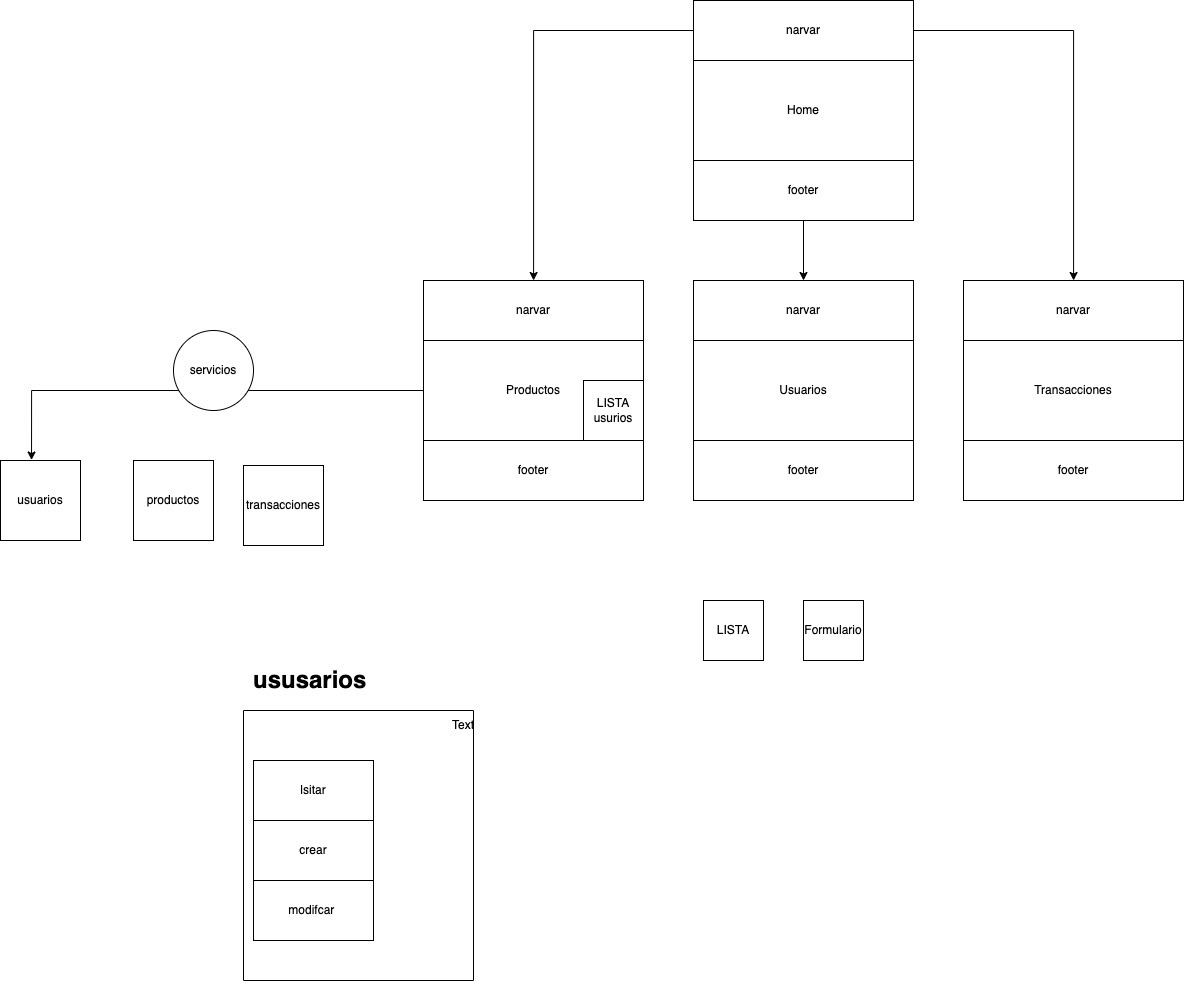 narvar
Home
footer
narvar
narvar
narvar
servicios
Productos
LISTA
usurios
Usuarios
Transacciones
footer
footer
footer
usuarios
productos
transacciones
LISTA
Formulario
ususarios
Text
lsitar
crear
modifcar